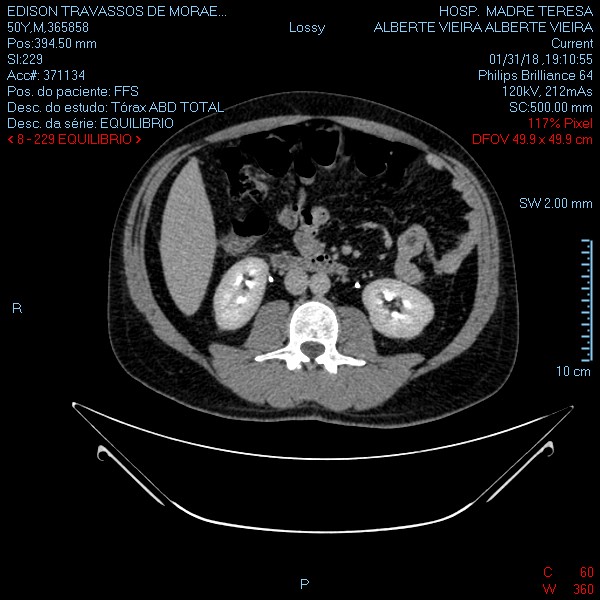 EDISON TRAVASSOS DE MORAE...
50Y,M,365858
Pos:394.50 mm
SI:229
Acc#: 371134
Pos. do paciente: FFS
Desc. do estudo: Tórax ABD TOTAL
Desc. da série: EQUILIBRIO
< 8 - 229 EQUILIBRIO >
Lossy
HOSP. MADRE TERESA
ALBERTE VIEIRA ALBERTE VIEIRA
Current
01/31/18 ,19:10:55
Philips Brilliance 64
120kV, 212mAs
SC:500.00 mm
117% Pixel
DFOV 49.9 x 49.9 cm
SW 2.00 mm
R
10 cm
P
C 60
W 360